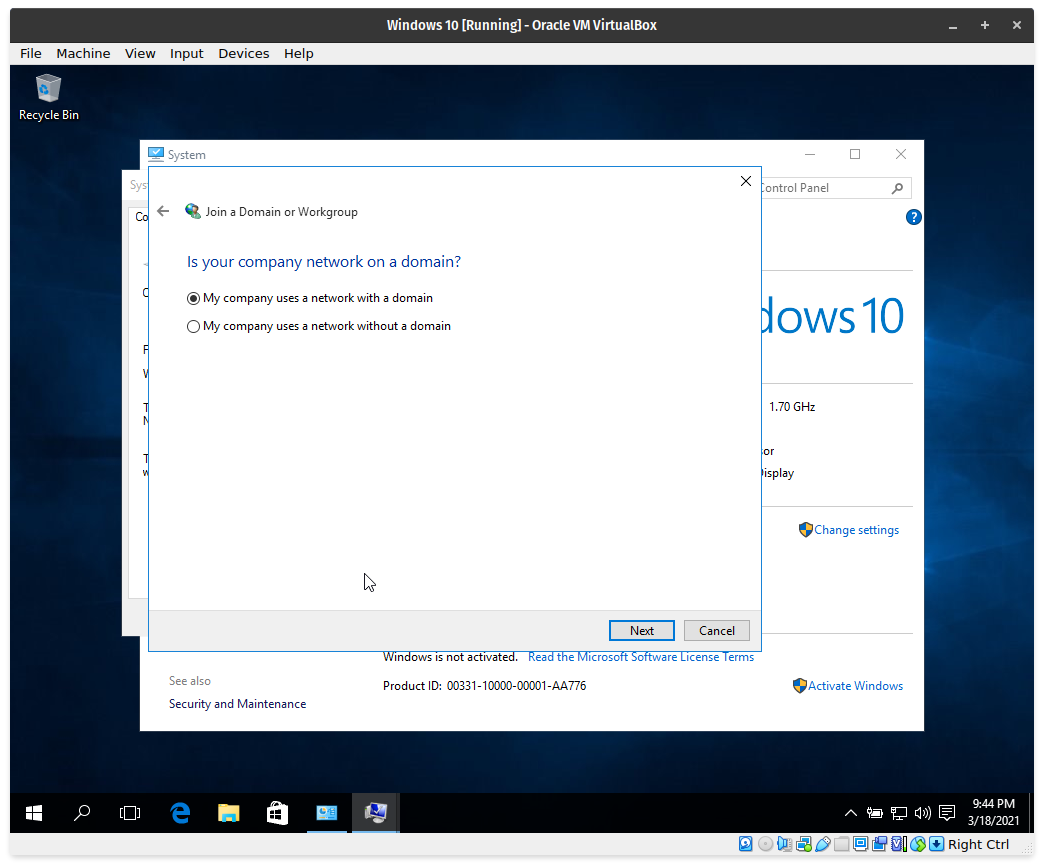 Windows 10 [Running] - Oracle VM VirtualBox
File Machine View Input Devices Help
Recycle Bin
System
Control Panel
Join a Domain or Workgroup
Is your company network on a domain?
My company uses a network with a domain
My company uses a network without a domain
dows 10
1.70 GHz
Display
Change settings
Next Cancel
Windows is not activated. Read the Microsoft Software License Terms
Product ID: 00331-10000-00001-AA776
Activate Windows
See also
Security and Maintenance
9:44 PM
3/18/2021
Right Ctrl